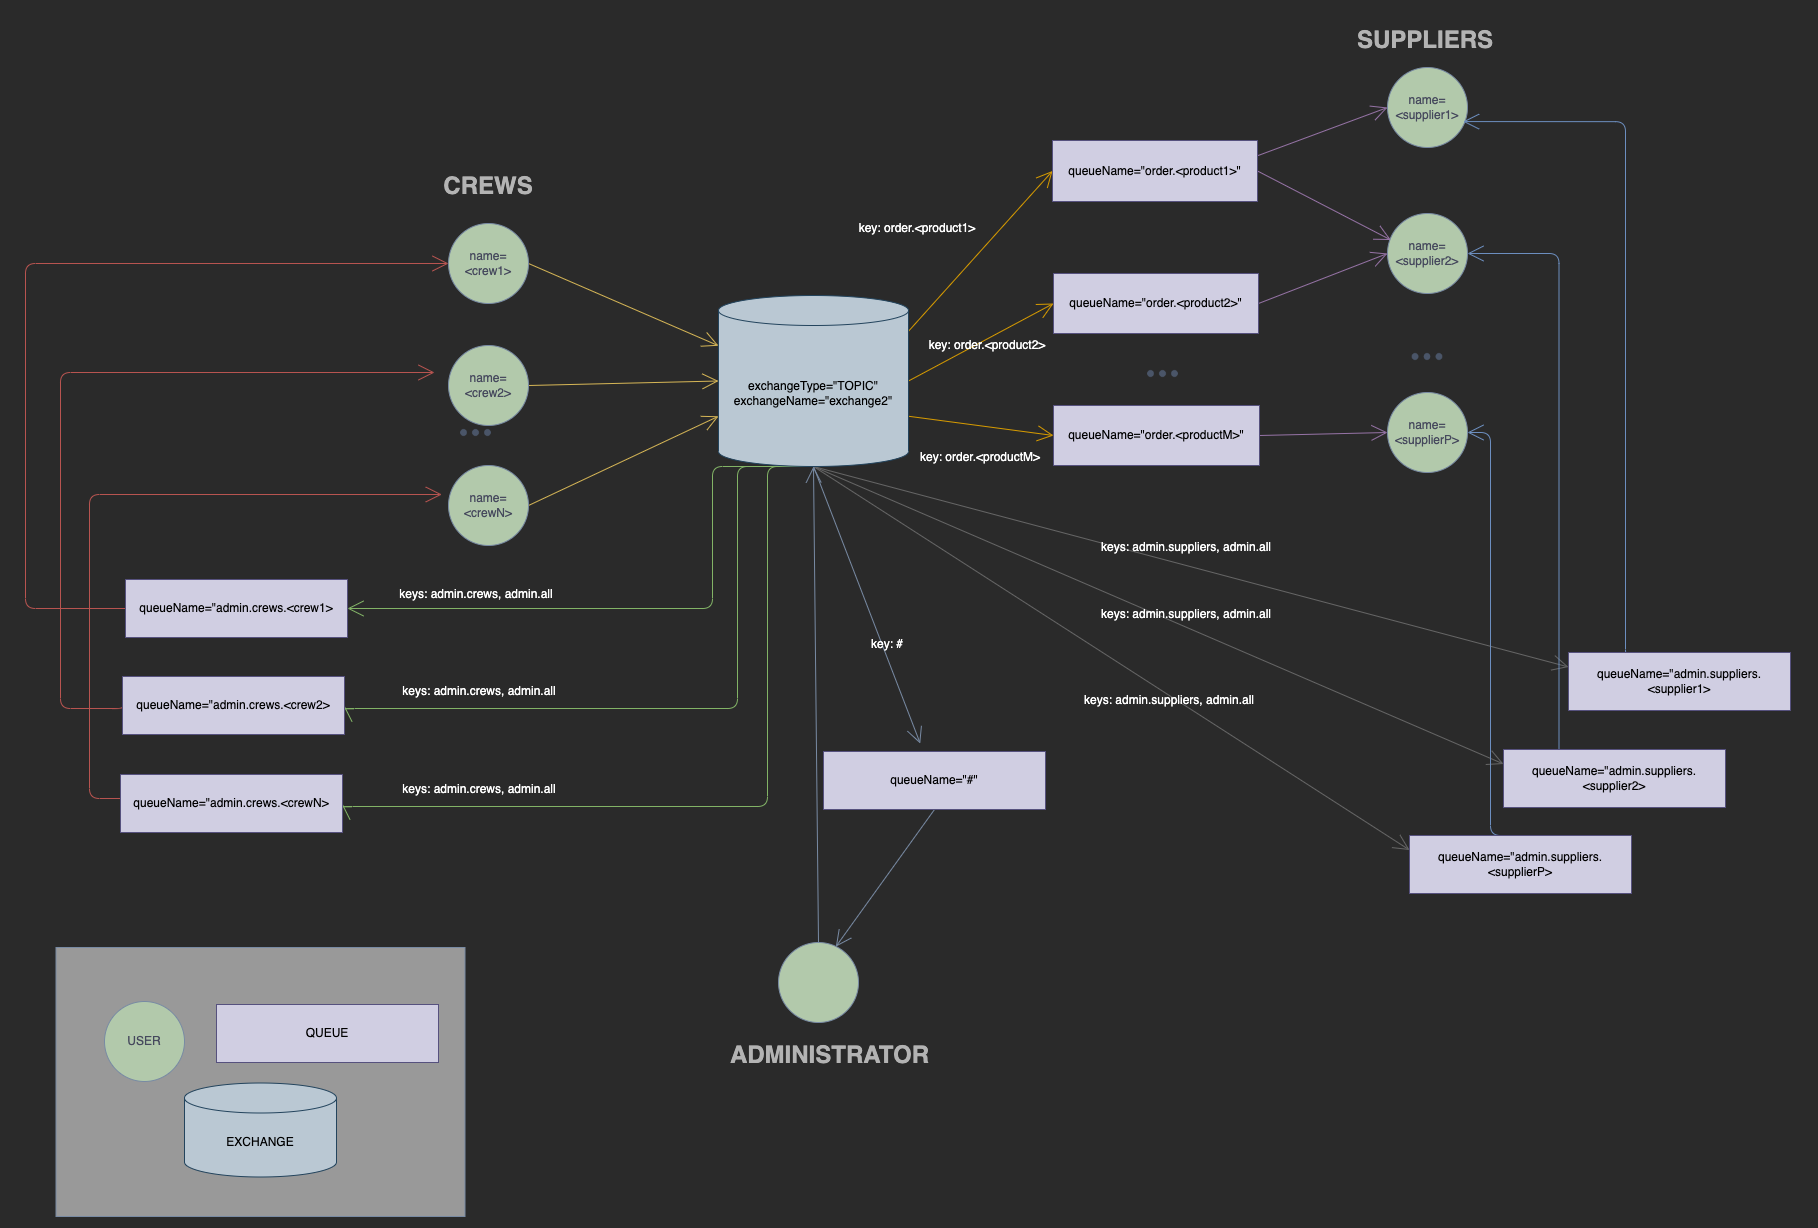 SUPPLIERS
name=
<supplier1>
queueName="order.<product1>"
CREWS
key: order.<product1>
name=
<crew1>
name=
<supplier2>
queueName="order.<product2>"
key: order.<product2>
name=
<crew2>
exchangeType="TOPIC"
exchangeName="exchange2"
name=
<supplierP>
queueName="order.<productM>"
key: order.<productM>
name=
<crewN>
keys: admin.suppliers, admin.all
keys: admin.crews, admin.all
queueName="admin.crews.<crew1>
keys: admin.suppliers, admin.all
key: #
queueName="admin.suppliers.
<supplier1>
keys: admin.crews, admin.all
queueName="admin.crews.<crew2>
keys: admin.suppliers, admin.all
queueName="#"
queueName="admin.suppliers.
<supplier2>
keys: admin.crews, admin.all
queueName="admin.crews.<crewN>
queueName="admin.suppliers.
<supplierP>
ADMINISTRATOR
USER
QUEUE
EXCHANGE